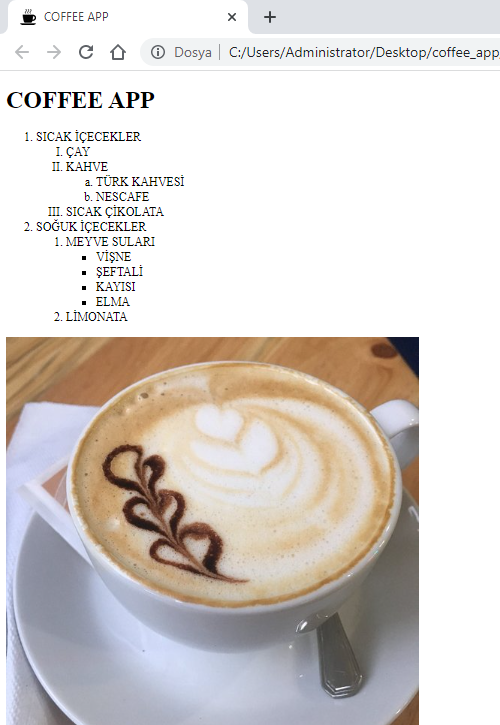 COFFEE APP
Dosya
C:/Users/Administrator/Desktop/coffee_app
COFFEE APP
1. SICAK İÇECEKLER
I. ÇAY
II. KAHVE
a. TÜRK KAHVESİ
b. NESCAFE
III. SICAK ÇİKOLATA
2. SOĞUK İÇECEKLER
1. MEYVE SULARI
▪ VİŞNE
▪ ŞEFTALİ
▪ KAYISI
▪ ELMA
2. LİMONATA